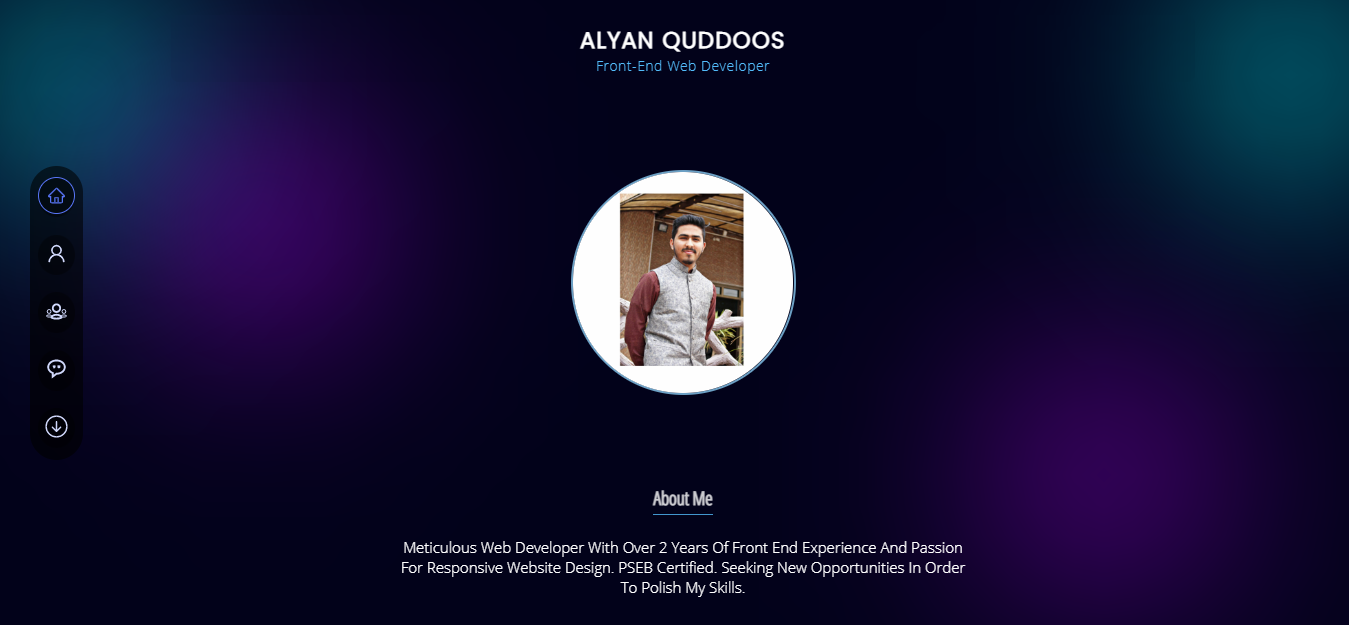 ALYAN QUDDOOS
Front-End Web Developer
About Me
Meticulous Web Developer With Over 2 Years Of Front End Experience And Passion
For Responsive Website Design. PSEB Certified. Seeking New Opportunities In Order
To Polish My Skills.